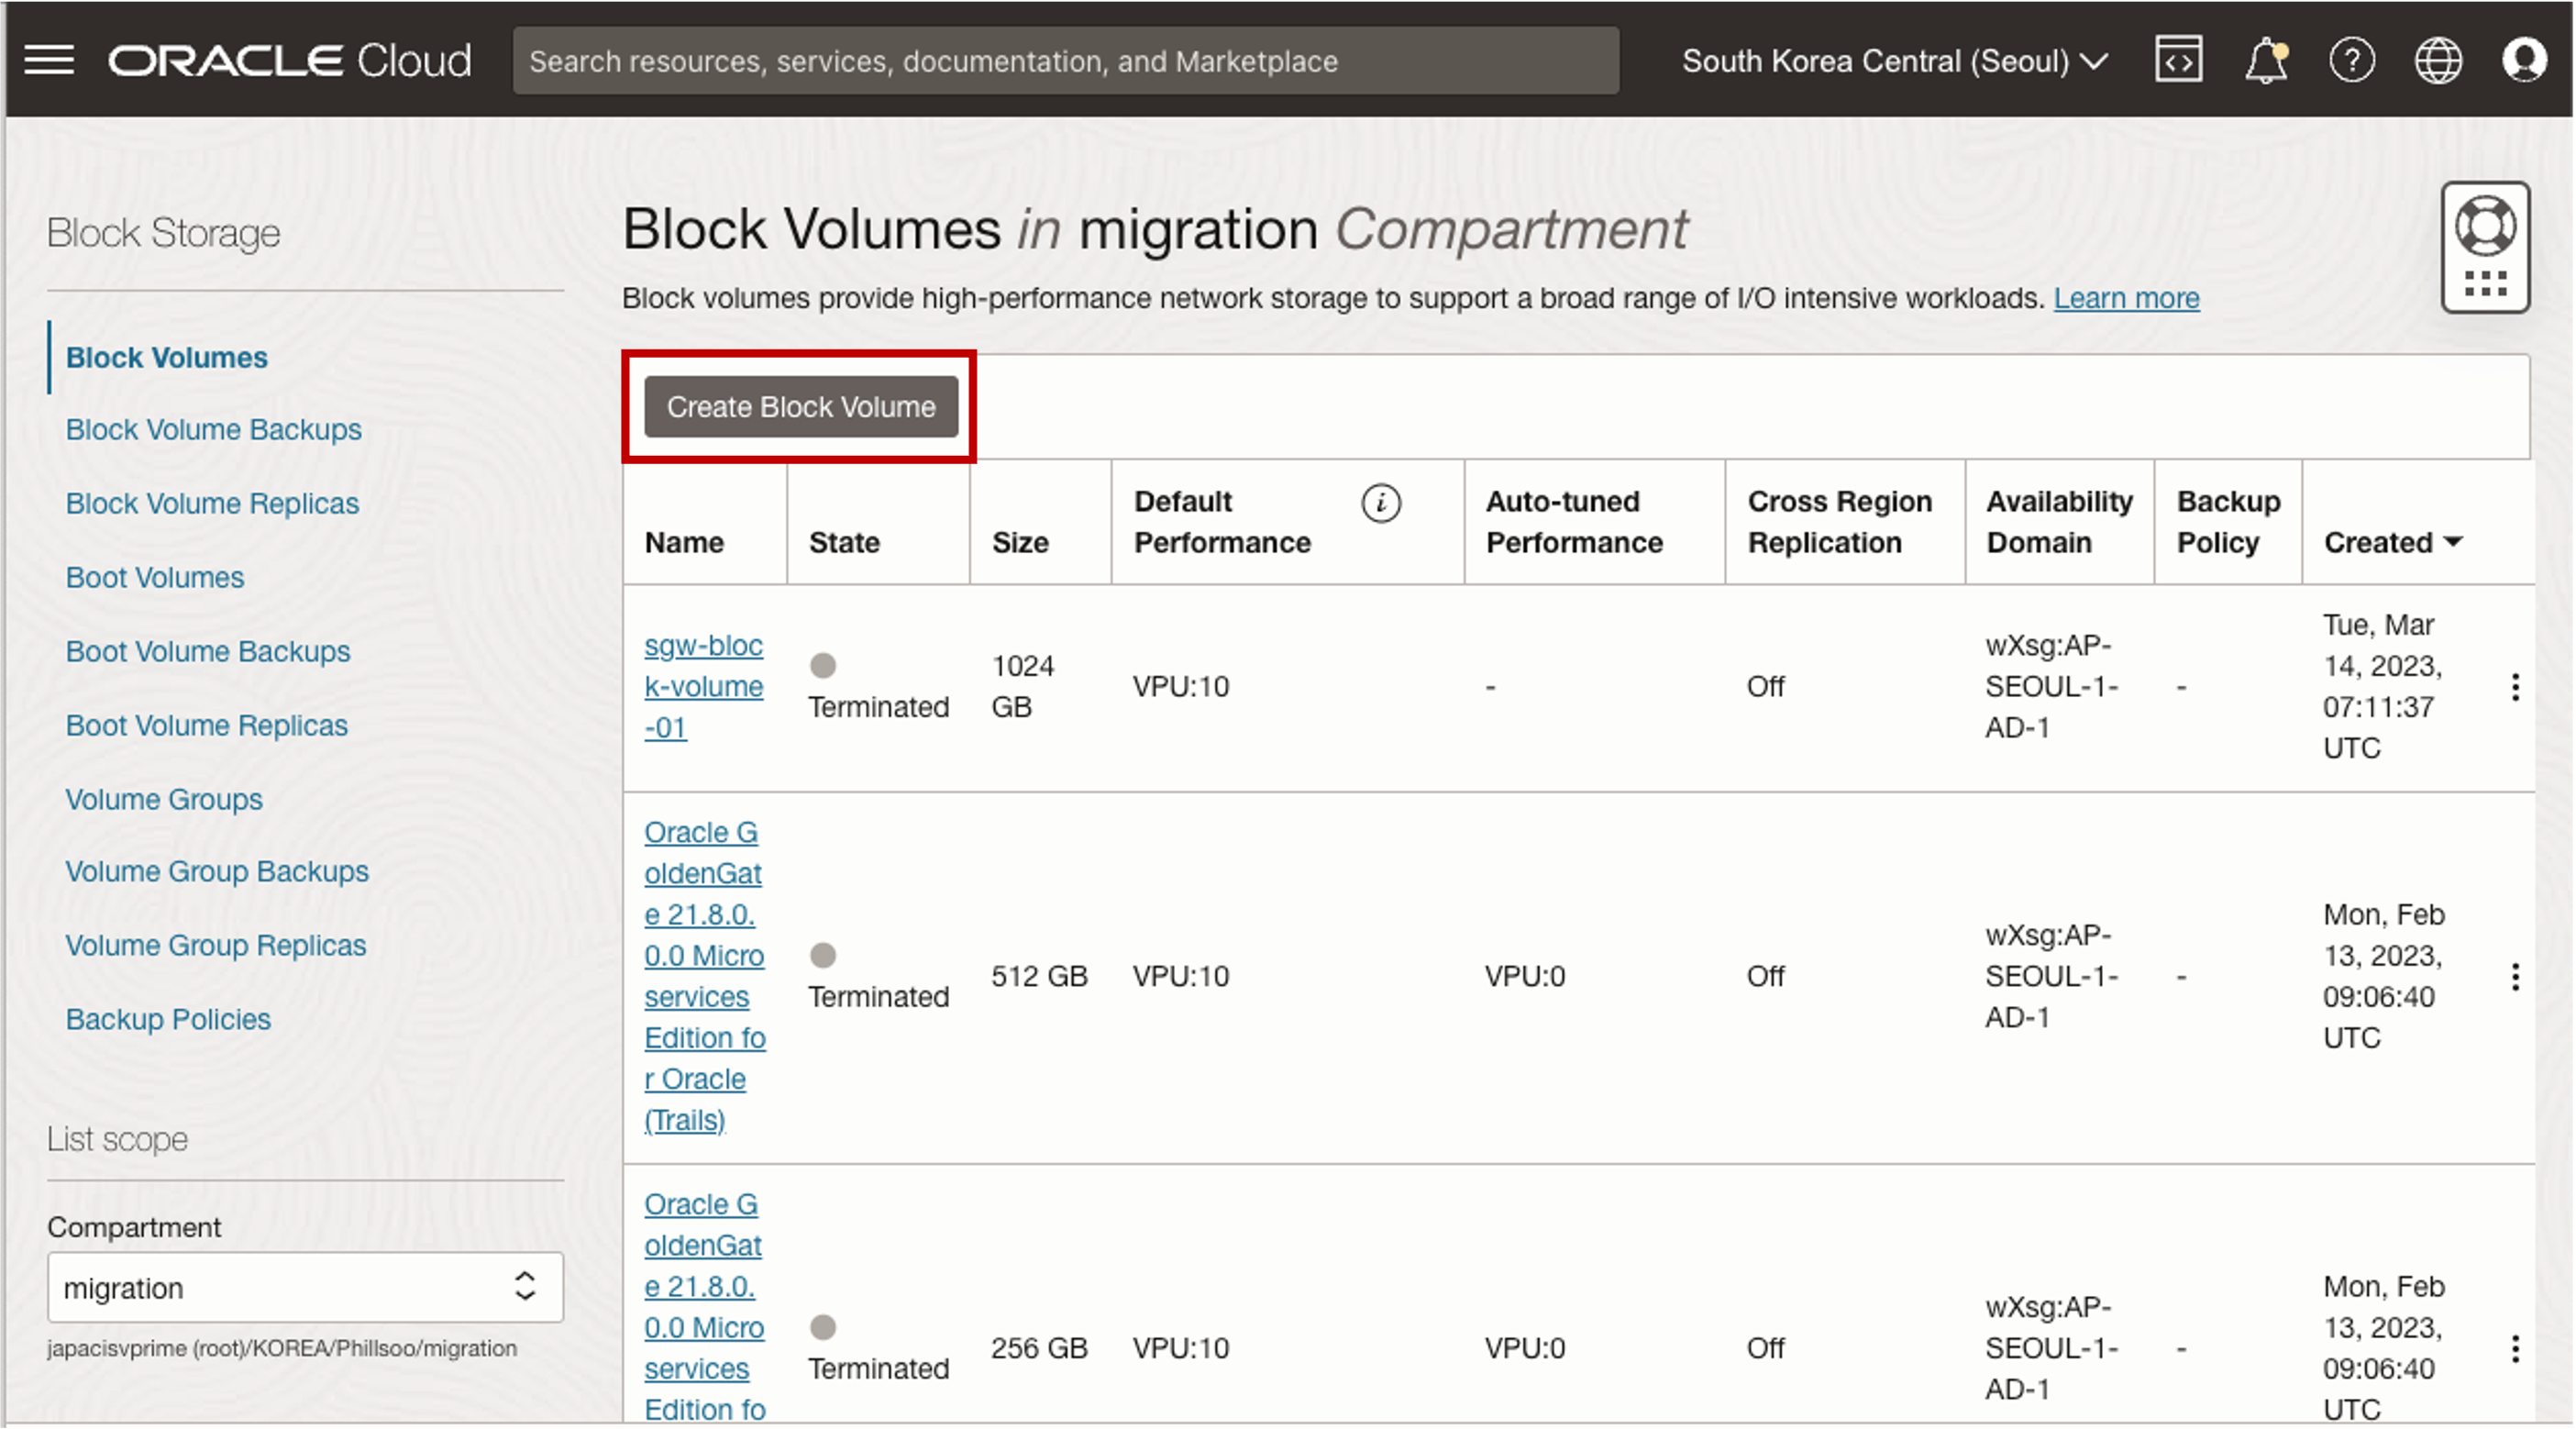 ORACLE Cloud
Search resources, services, documentation, and Marketplace
South Korea Central (Seoul)
Block Storage
Block Volumes
Block Volume Backups
Block Volume Replicas
Boot Volumes
Boot Volume Backups
Boot Volume Replicas
Volume Groups
Volume Group Backups
Volume Group Replicas
Backup Policies
List scope
Compartment
migration
japacisvprime (root)/KOREA/Phillsoo/migration
Block Volumes in migration Compartment
Block volumes provide high-performance network storage to support a broad range of I/O intensive workloads. Learn more
Create Block Volume
Name
State
Size
Default
Performance
i
Auto-tuned
Performance
Cross Region
Replication
Availability
Domain
Backup
Policy
Created
sgw-bloc
k-volume
-01
Terminated
1024
GB
VPU:10
-
Off
wXsg:AP-
SEOUL-1-
AD-1
-
Tue, Mar
14, 2023,
07:11:37
UTC
Oracle G
oldenGat
e 21.8.0.
0.0 Micro
services
Edition fo
r Oracle
(Trails)
Terminated
512 GB
VPU:10
VPU:0
Off
wXsg:AP-
SEOUL-1-
AD-1
-
Mon, Feb
13, 2023,
09:06:40
UTC
Oracle G
oldenGat
e 21.8.0.
0.0 Micro
services
Edition fo
Terminated
256 GB
VPU:10
VPU:0
Off
wXsg:AP-
SEOUL-1-
AD-1
-
Mon, Feb
13, 2023,
09:06:40
UTC